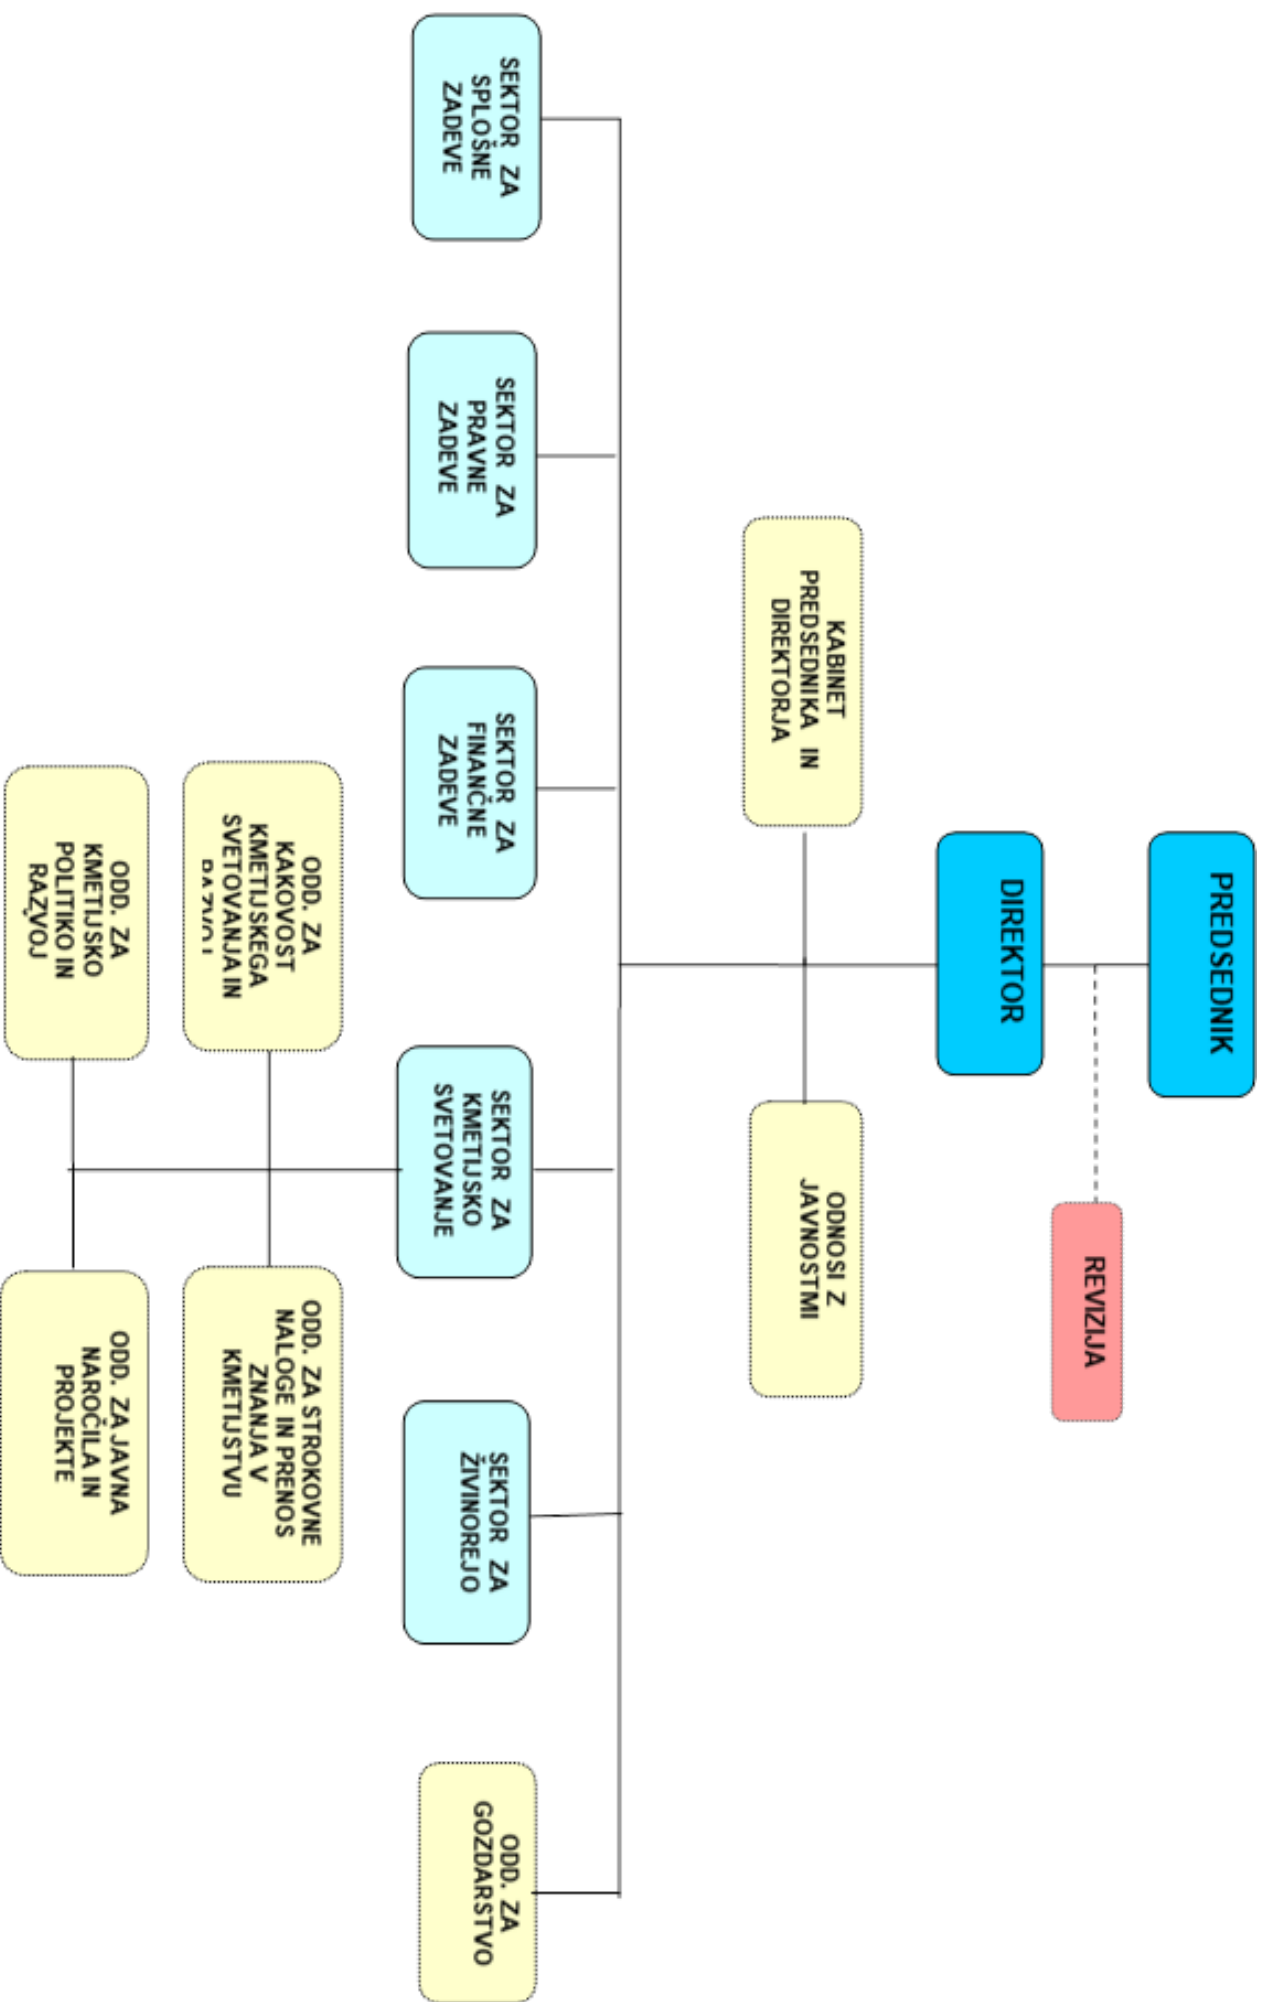 PREDSEDNIK
REVIZIJA
DIREKTOR
KABINET
PREDSEDNIKA IN
DIREKTORJA
ODNOSI Z
JAVNOSTMI
SEKTOR ZA
SPLOŠNE
ZADEVE
SEKTOR ZA
PRAVNE
ZADEVE
SEKTOR ZA
FINANČNE
ZADEVE
SEKTOR ZA
KMETIJSKO
SVETOVANJE
SEKTOR ZA
ŽIVINOREJO
ODD. ZA
GOZDARSTVO
ODD. ZA
KAKOVOST
KMETIJSKEGA
SVETOVANJA IN
RAZVOJ
ODD. ZA STROKOVNE
NALOGE IN PRENOS
ZNANJA V
KMETIJSTVU
ODD. ZA
KMETIJSKO
POLITIKO IN
RAZVOJ
ODD. ZA JAVNA
NAROČILA IN
PROJEKTE